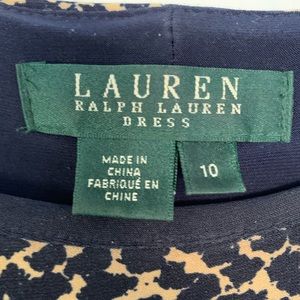 LAUREN
RALPH LAUREN
DRESS
MADE IN
CHINA
FABRIQUÉ EN
CHINE
10